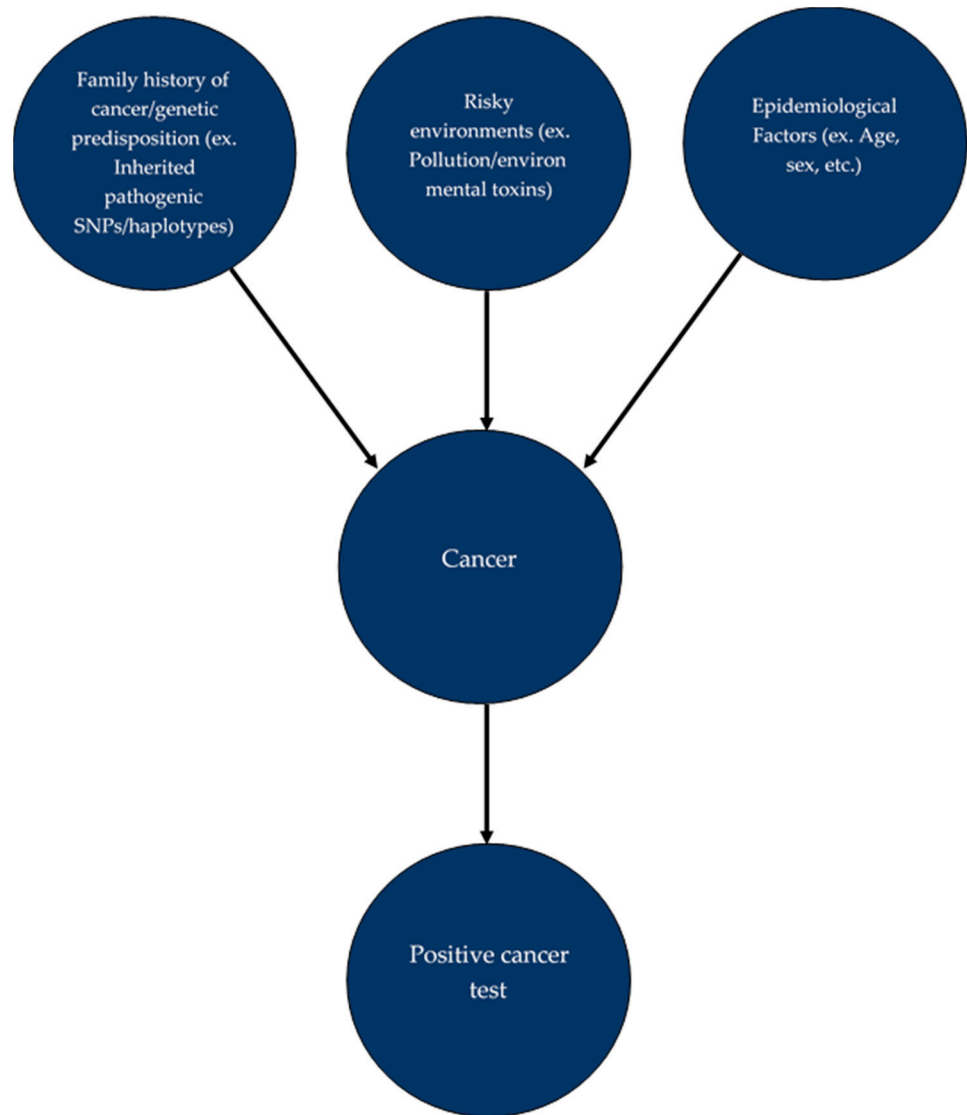 Family history of
cancer/genetic
predisposition (ex.
Inherited
pathogenic
SNPs/haplotypes)
Risky
environments (ex.
Pollution/environ
mental toxins)
Epidemiological
Factors (ex. Age,
sex, etc.)
Cancer
Positive cancer
test